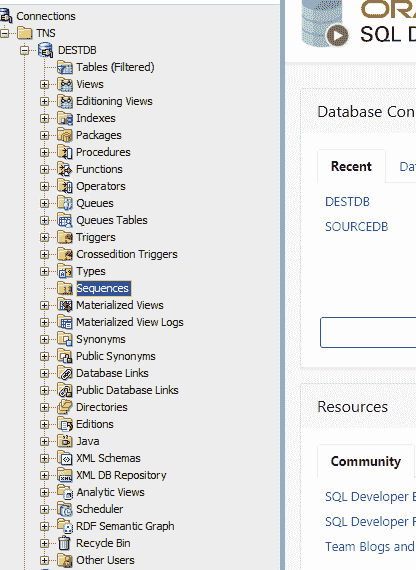 Connections
TNS
DESTDB
Tables (Filtered)
Views
Editioning Views
Indexes
Packages
Procedures
Functions
Operators
Queues
Queues Tables
Triggers
Crossedition Triggers
Types
Sequences
Materialized Views
Materialized View Logs
Synonyms
Public Synonyms
Database Links
Public Database Links
Directories
Editions
Java
XML Schemas
XML DB Repository
Analytic Views
Scheduler
RDF Semantic Graph
Recycle Bin
Other Users
SQL D
Database Con
Recent
DESTDB
SOURCEDB
Resources
Community
SQL Developer
SQL Developer
Team Blogs and